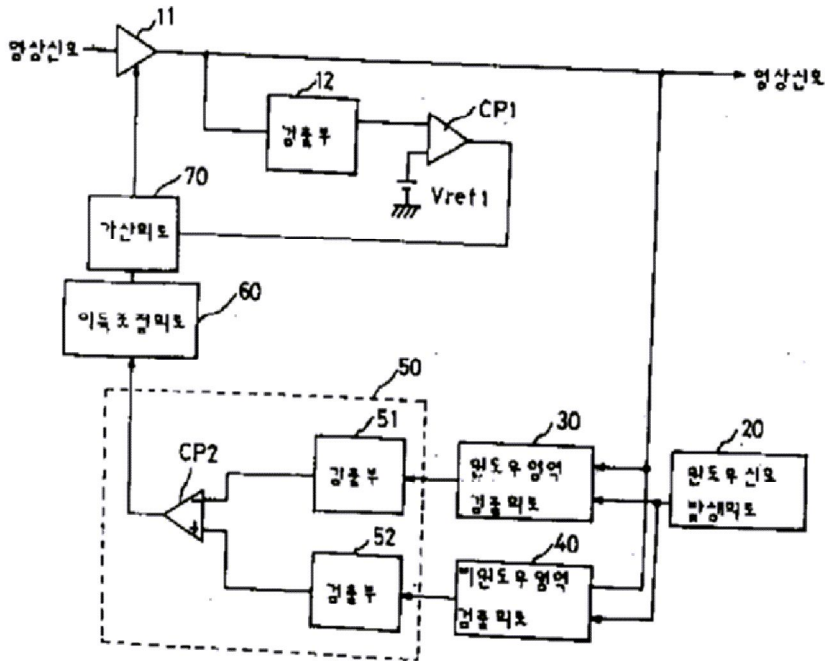 11
영상신호
영상신호
12
검출부
CP1
Vref1
70
가산회로
60
이득조절회로
50
51
검출부
CP2
52
검출부
30
윈도우영역
검출회로
20
윈도우신호
발생회로
40
비윈도우영역
검출회로